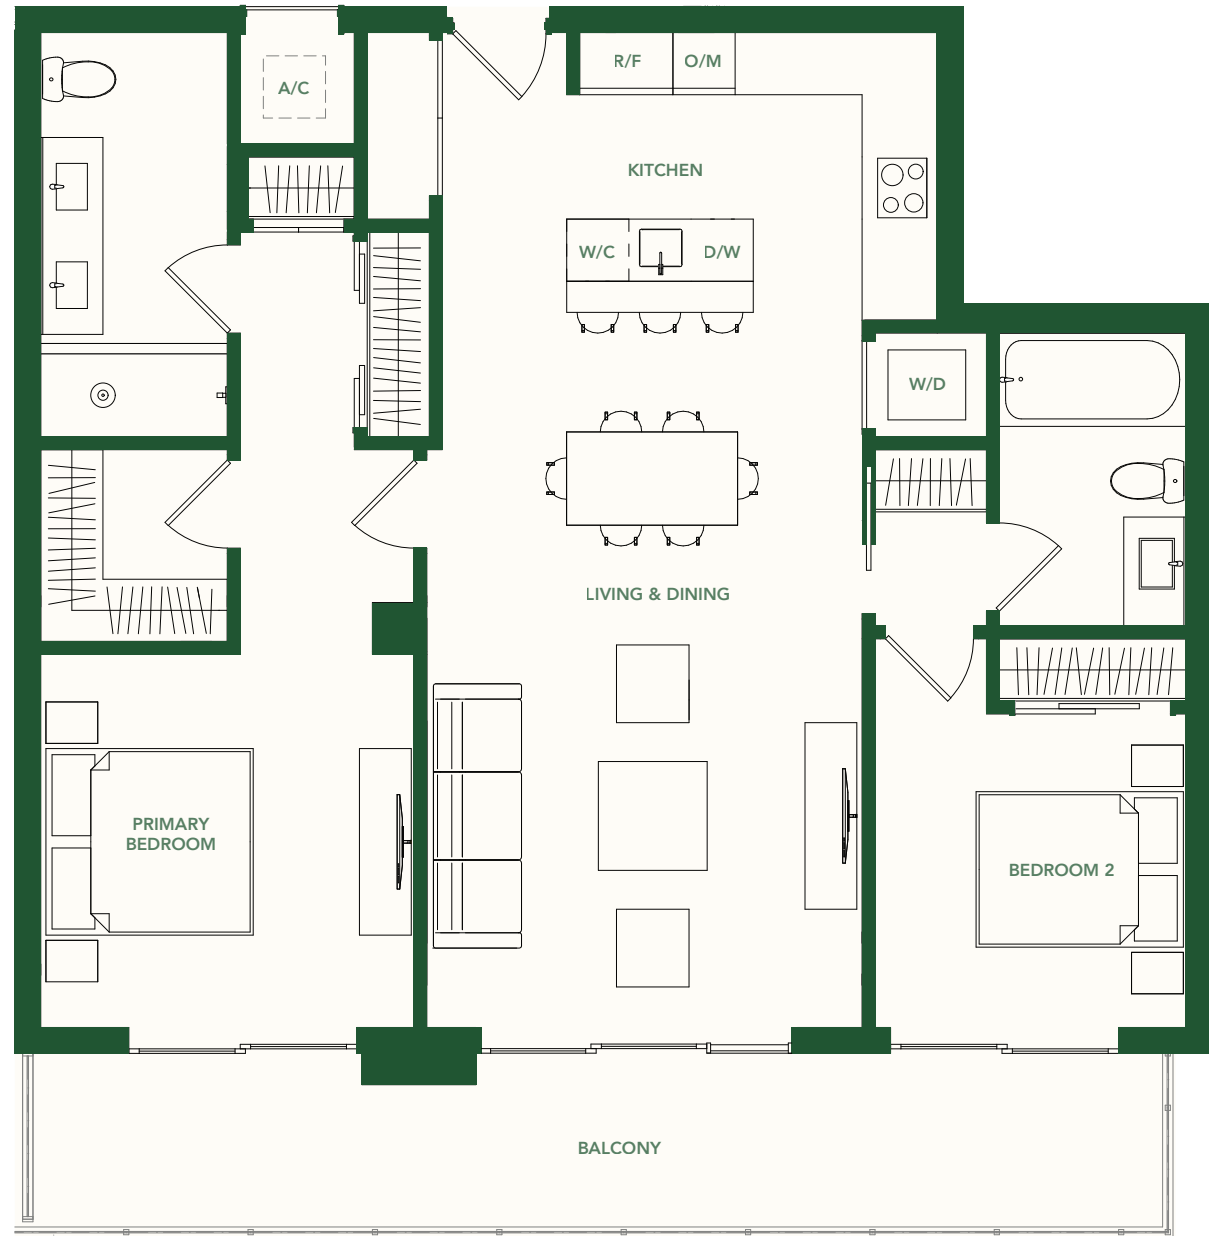 R/F
O/M
A/C
KITCHEN
W/C
D/W
W/D
LIVING & DINING
PRIMARY
BEDROOM
BEDROOM 2
BALCONY